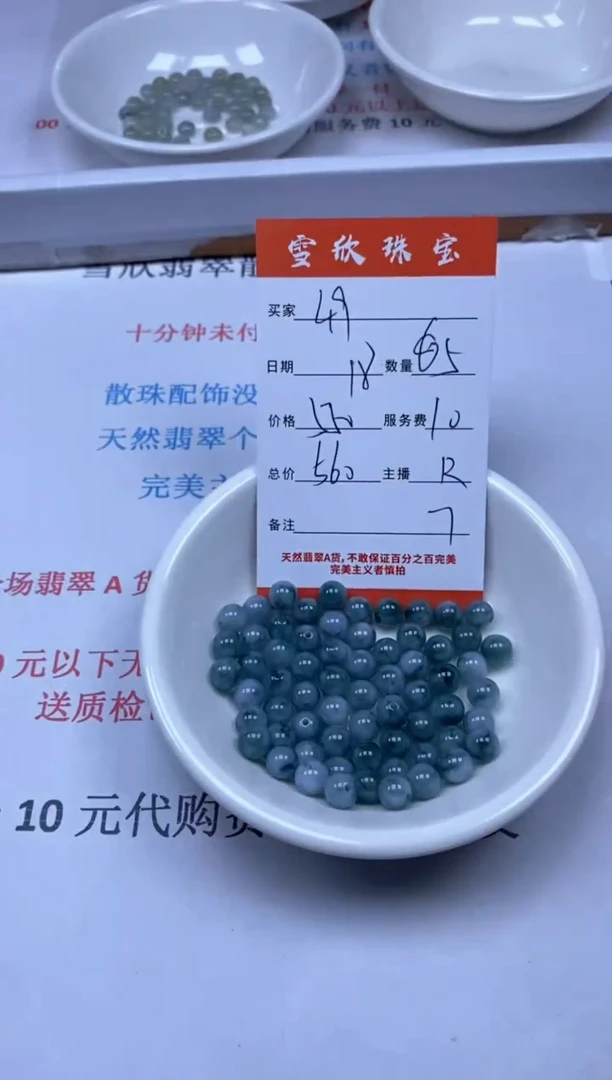 00
服务费 10 元
雪欣翡翠
十分钟未付
散珠配饰没
天然翡翠个
完美
场翡翠 A 货
元以下无
送质检
10 元代购
雪欣珠宝
买家 49
日期 18 数量 65
价格 550 服务费 10
总价 560 主播 R
备注 7
天然翡翠A货，不敢保证百分之百完美
完美主义者慎拍